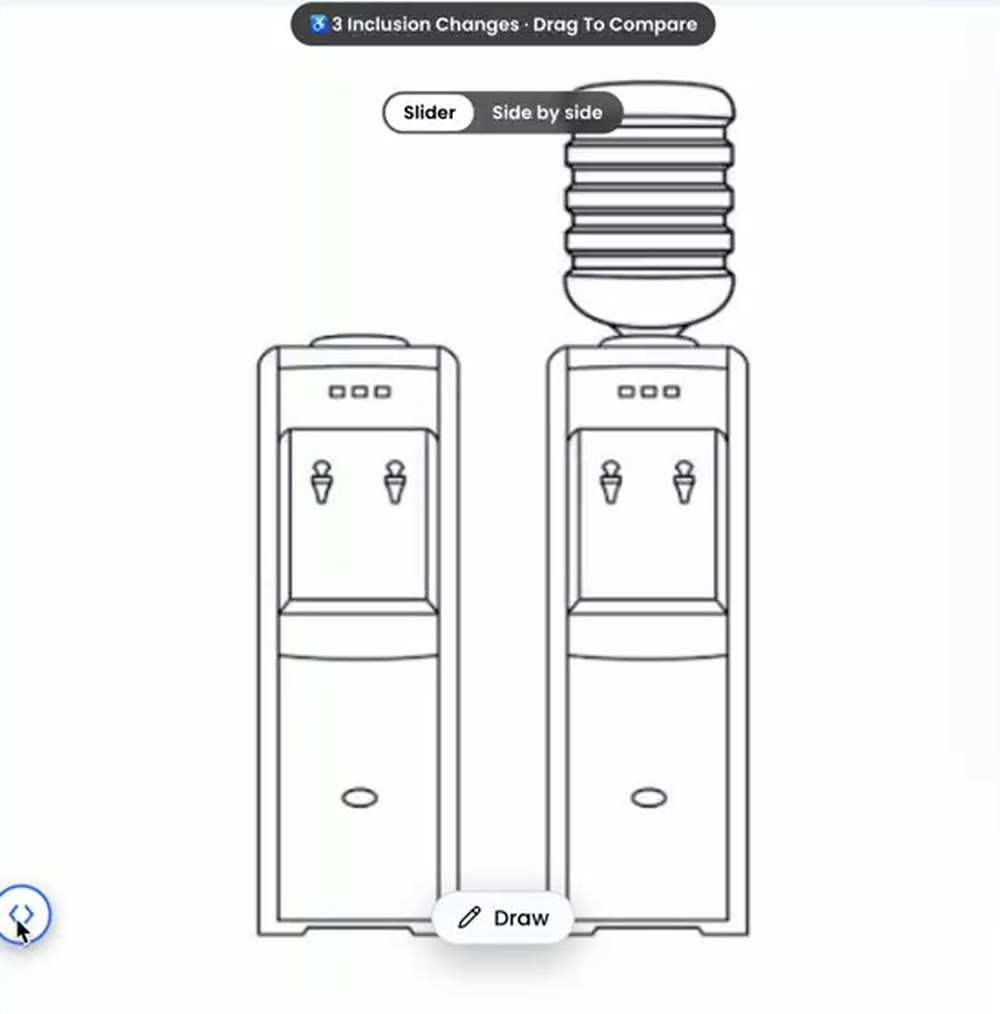 ♿ 3 Inclusion Changes · Drag To Compare
Slider Side by side
Draw